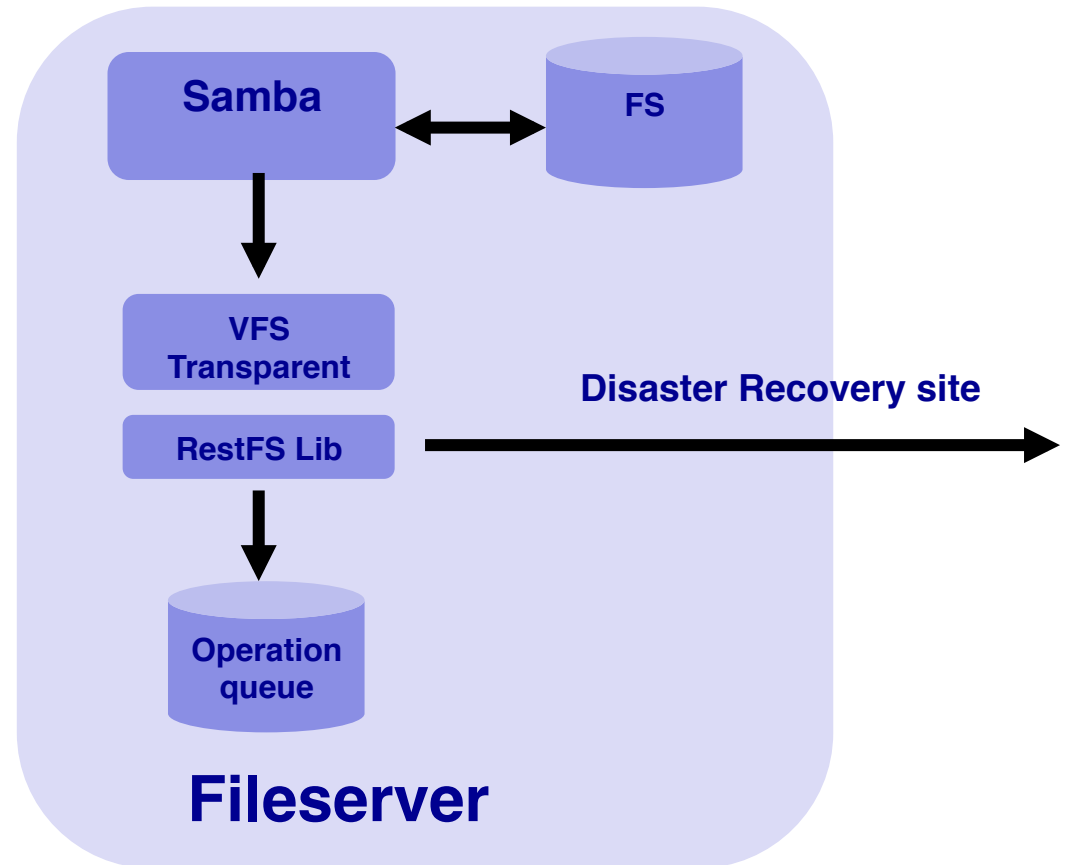 Samba
FS
VFS
Transparent
Disaster Recovery site
RestFS Lib
Operation
queue
Fileserver